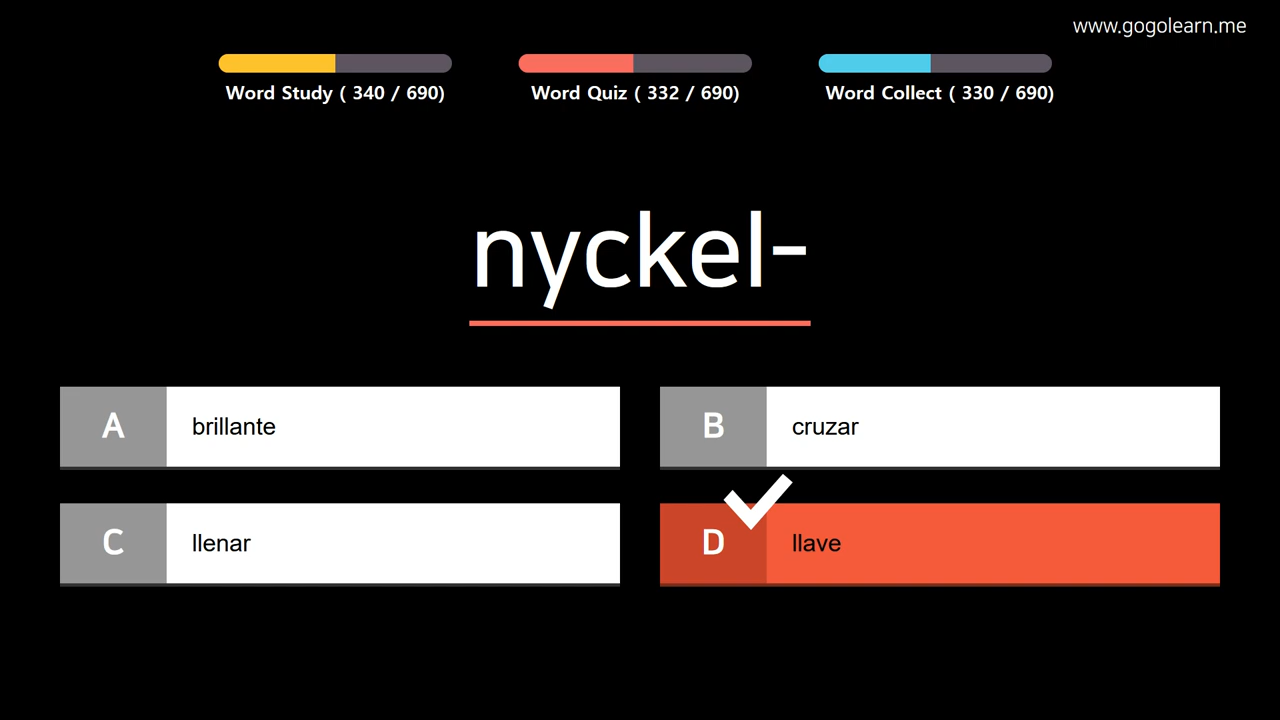 www.gogolearn.me
Word Study ( 340 / 690)
Word Quiz ( 332 / 690)
Word Collect ( 330 / 690)
nyckel-
A brillante
B cruzar
C llenar
D llave